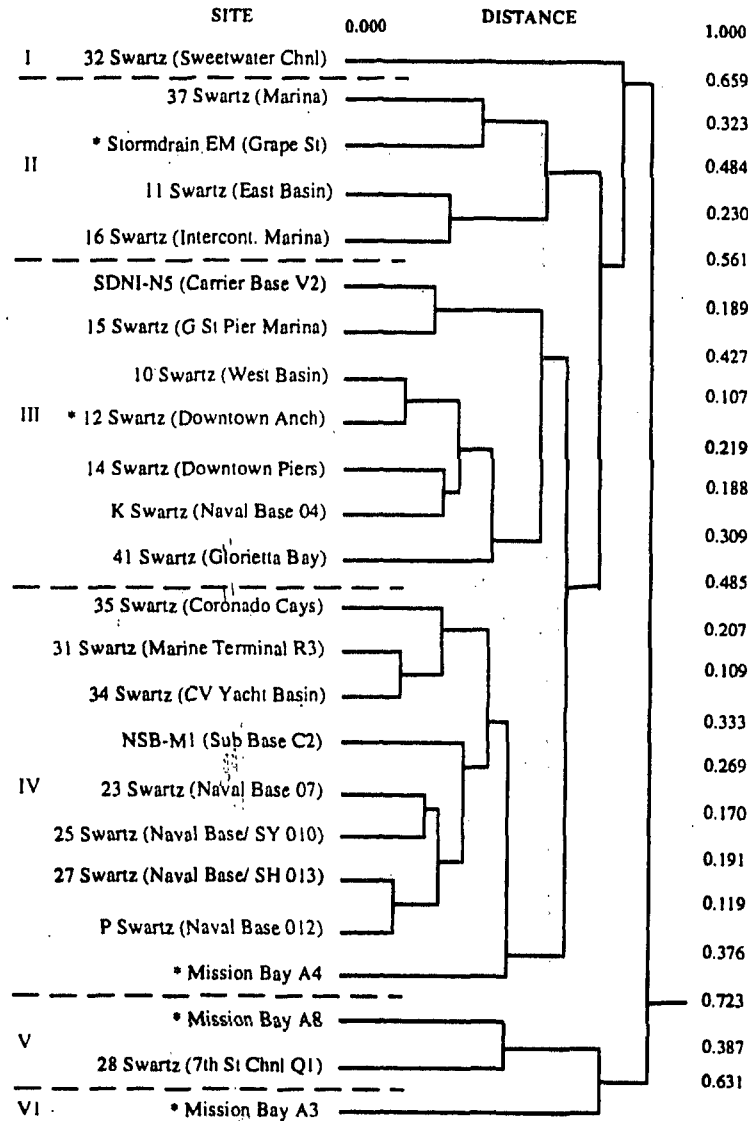 SITE 0.000 DISTANCE 1.000
I 32 Swartz (Sweetwater Chnl)
0.659
37 Swartz (Marina)
0.323
* Stormdrain EM (Grape St)
II 0.484
11 Swartz (East Basin)
0.230
16 Swartz (Intercont. Marina)
0.561
SDNI-N5 (Carrier Base V2)
0.189
15 Swartz (G St Pier Marina)
0.427
10 Swartz (West Basin)
0.107
III * 12 Swartz (Downtown Anch)
0.219
14 Swartz (Downtown Piers)
0.188
K Swartz (Naval Base 04)
0.309
41 Swartz (Glorietta Bay)
0.485
35 Swartz (Coronado Cays)
0.207
31 Swartz (Marine Terminal R3)
0.109
34 Swartz (CV Yacht Basin)
0.333
NSB-M1 (Sub Base C2)
0.269
IV 23 Swartz (Naval Base 07)
0.170
25 Swartz (Naval Base/ SY 010)
0.191
27 Swartz (Naval Base/ SH 013)
0.119
P Swartz (Naval Base 012)
0.376
* Mission Bay A4
0.723
* Mission Bay A8
V 0.387
28 Swartz (7th St Chnl Q1)
0.631
VI * Mission Bay A3